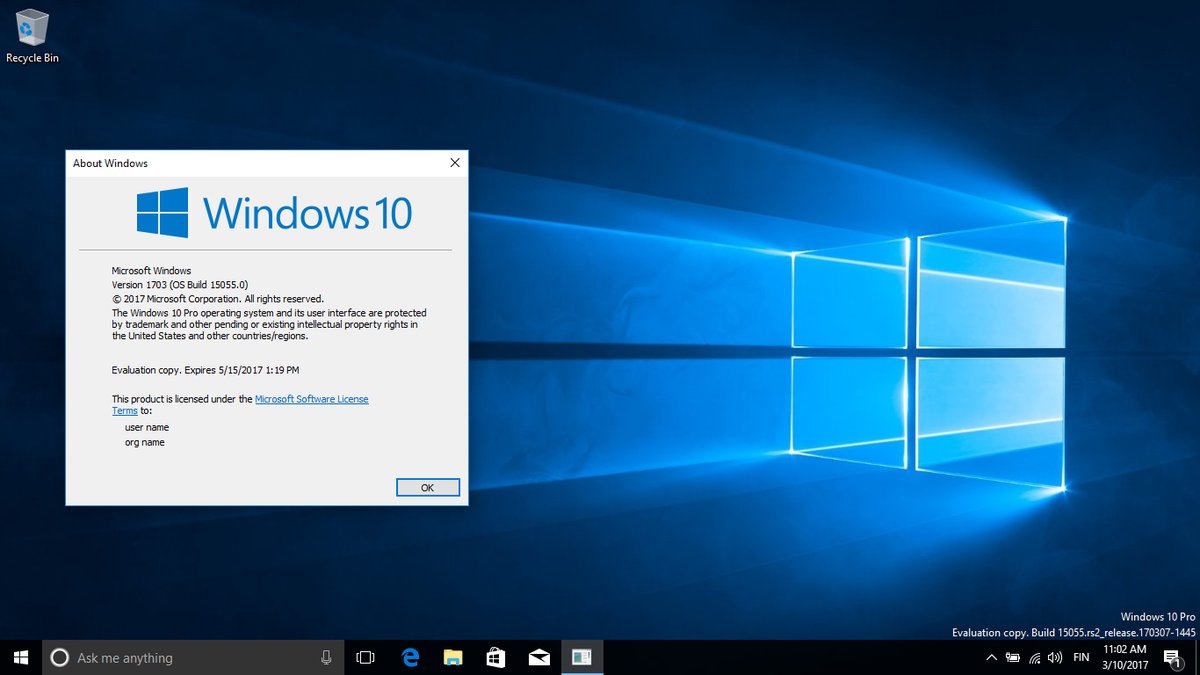 Recycle Bin
About Windows
Windows 10
Microsoft Windows
Version 1703 (OS Build 15055.0)
© 2017 Microsoft Corporation. All rights reserved.
The Windows 10 Pro operating system and its user interface are protected
by trademark and other pending or existing intellectual property rights in
the United States and other countries/regions.
Evaluation copy. Expires 5/15/2017 1:19 PM
This product is licensed under the Microsoft Software License
Terms to:
user name
org name
OK
Windows 10 Pro
Evaluation copy. Build 15055.rs2_release.170307-1445
Ask me anything
FIN
11:02 AM
3/10/2017
1